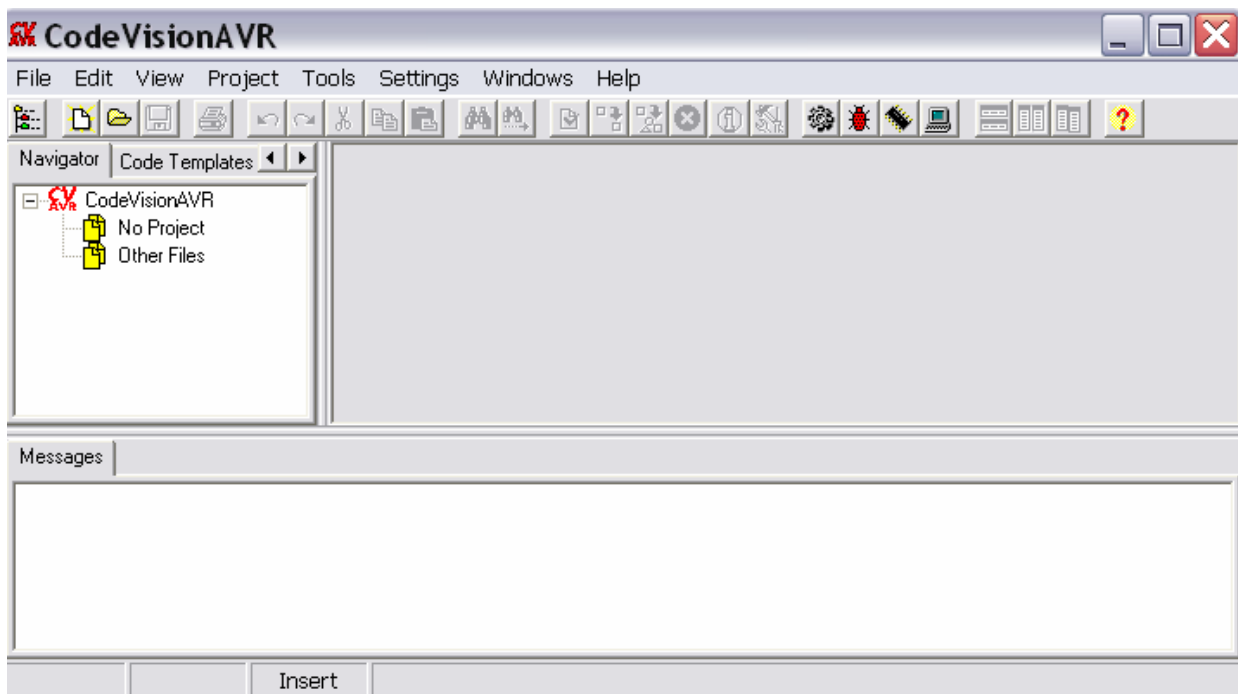 CodeVisionAVR
File Edit View Project Tools Settings Windows Help
Navigator Code Templates
CodeVisionAVR
No Project
Other Files
Messages
Insert